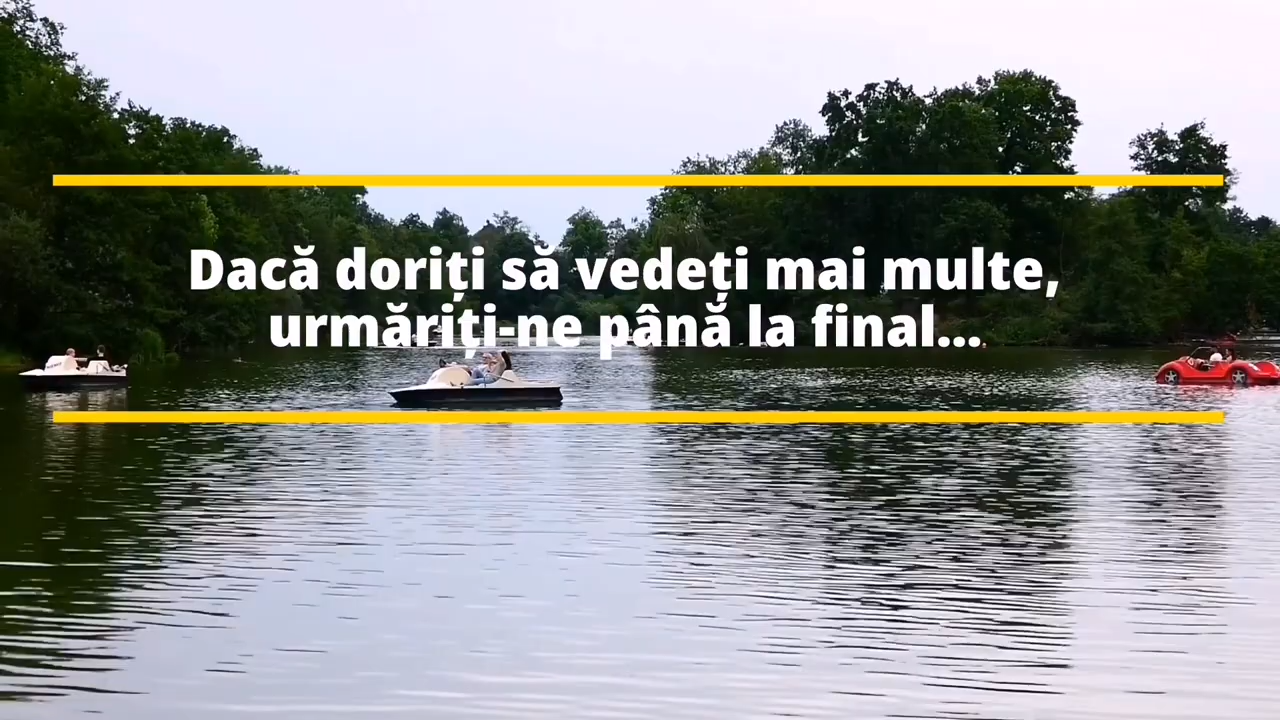 Dacă doriți să vedeți mai multe,
urmăriți-ne până la final...